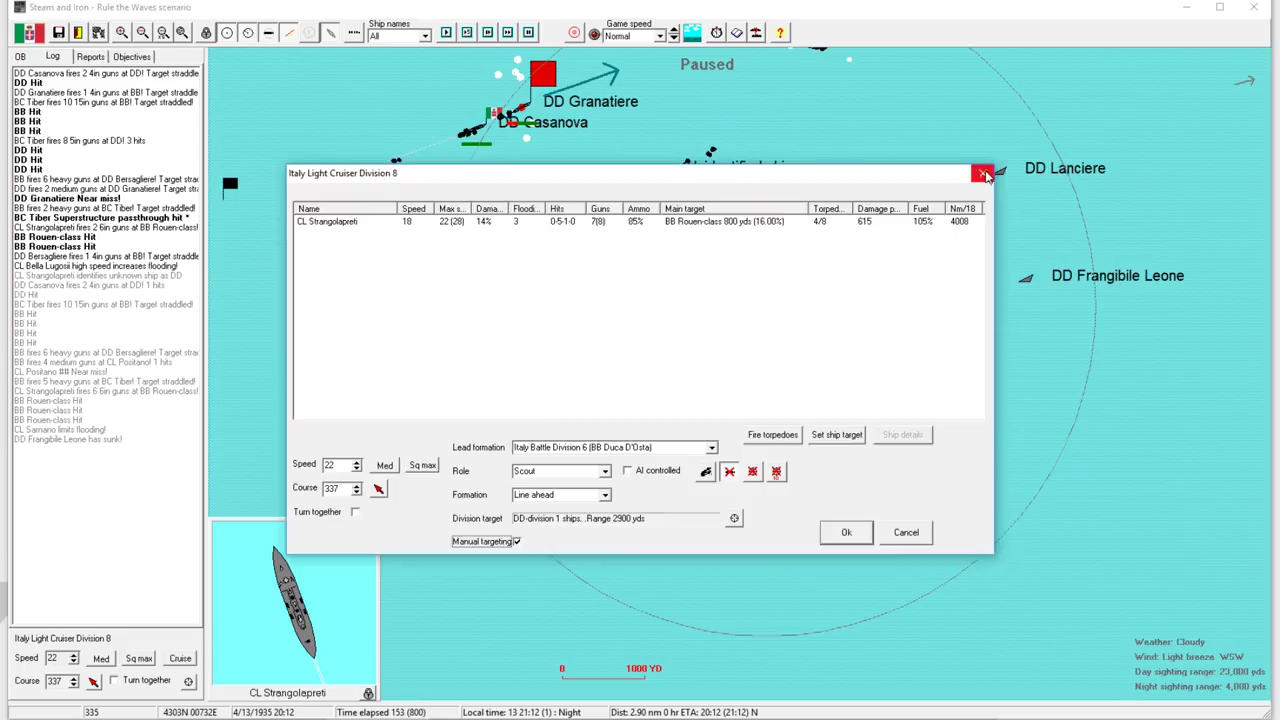 Steam and Iron - Rule the Waves scenario
Ship names
All
Game speed
Normal
OB Log Reports Objectives
DD Casanova fires 2 4in guns at DD! Target straddle
DD Hit
DD Granatiere fires 1 4in guns at BB! Target straddl
BC Tiber fires 10 15in guns at BB! Target straddled!
BB Hit
BB Hit
BB Hit
BC Tiber fires 8 5in guns at DD! 3 hits
DD Hit
DD Hit
DD Hit
BB fires 6 heavy guns at DD Bersagliere! Target stra
DD fires 2 medium guns at DD Granatiere! Target str
DD Granatiere Near miss!
BB fires 2 heavy guns at BC Tiber! Target straddled!
BC Tiber Superstructure passthrough hit *
CL Strangolapreti fires 2 6in guns at BB Rouen-class!
BB Rouen-class Hit
BB Rouen-class Hit
DD Bersagliere fires 1 4in guns at BB! Target straddle
CL Bella Lugosii high speed increases flooding!
CL Strangolapreti identifies unknown ship as DD
DD Casanova fires 2 4in guns at DD! 1 hits
DD Hit
BC Tiber fires 10 15in guns at BB! Target straddled!
BB Hit
BB Hit
BB Hit
BB Hit
BB fires 6 heavy guns at DD Bersagliere! Target stra
BB fires 4 medium guns at CL Positano! 1 hits
CL Positano ## Near miss!
BB fires 5 heavy guns at BC Tiber! Target straddled!
CL Strangolapreti fires 6 6in guns at BB Rouen-class!
BB Rouen-class Hit
BB Rouen-class Hit
BB Rouen-class Hit
CL Sarnano limits flooding!
DD Frangibile Leone has sunk!
Paused
DD Granatiere
DD Casanova
DD Lanciere
DD Frangibile Leone
Italy Light Cruiser Division 8
Name Speed Max s... Dama... Floodi... Hits Guns Ammo Main target Torped... Damage p... Fuel Nm/18
CL Strangolapreti 18 22 (28) 14% 3 0-5-1-0 7(8) 85% BB Rouen-class 800 yds (16.00%) 4/8 615 105% 4008
Lead formation Italy Battle Division 6 (BB Duca D'Osta)
Fire torpedoes Set ship target Ship details
Speed 22 Med Sq max
Role Scout AI controlled
Course 337
Formation Line ahead
Turn together
Division target DD-division 1 ships. .Range 2900 yds
Manual targeting
Ok Cancel
10
Italy Light Cruiser Division 8
Speed 22 Med Sq max Cruise
Course 337 Turn together
CL Strangolapreti
0 1000 YD
Weather: Cloudy
Wind: Light breeze WSW
Day sighting range: 23,000 yds
Night sighting range: 4,000 yds
335 4303N 00732E 4/13/1935 20:12 Time elapsed 153 (800) Local time: 13 21:12 (1) : Night Dist: 2.90 nm 0 hr ETA: 20:12 (21:12) N